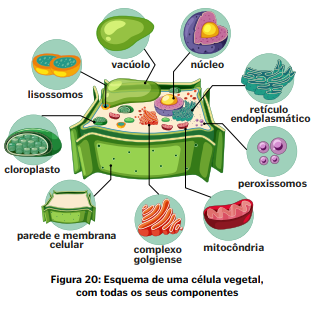 vacúolo
núcleo
lisossomos
retículo
endoplasmático
cloroplasto
peroxissomos
parede e membrana
celular
complexo
golgiense
mitocôndria
Figura 20: Esquema de uma célula vegetal,
com todas os seus componentes